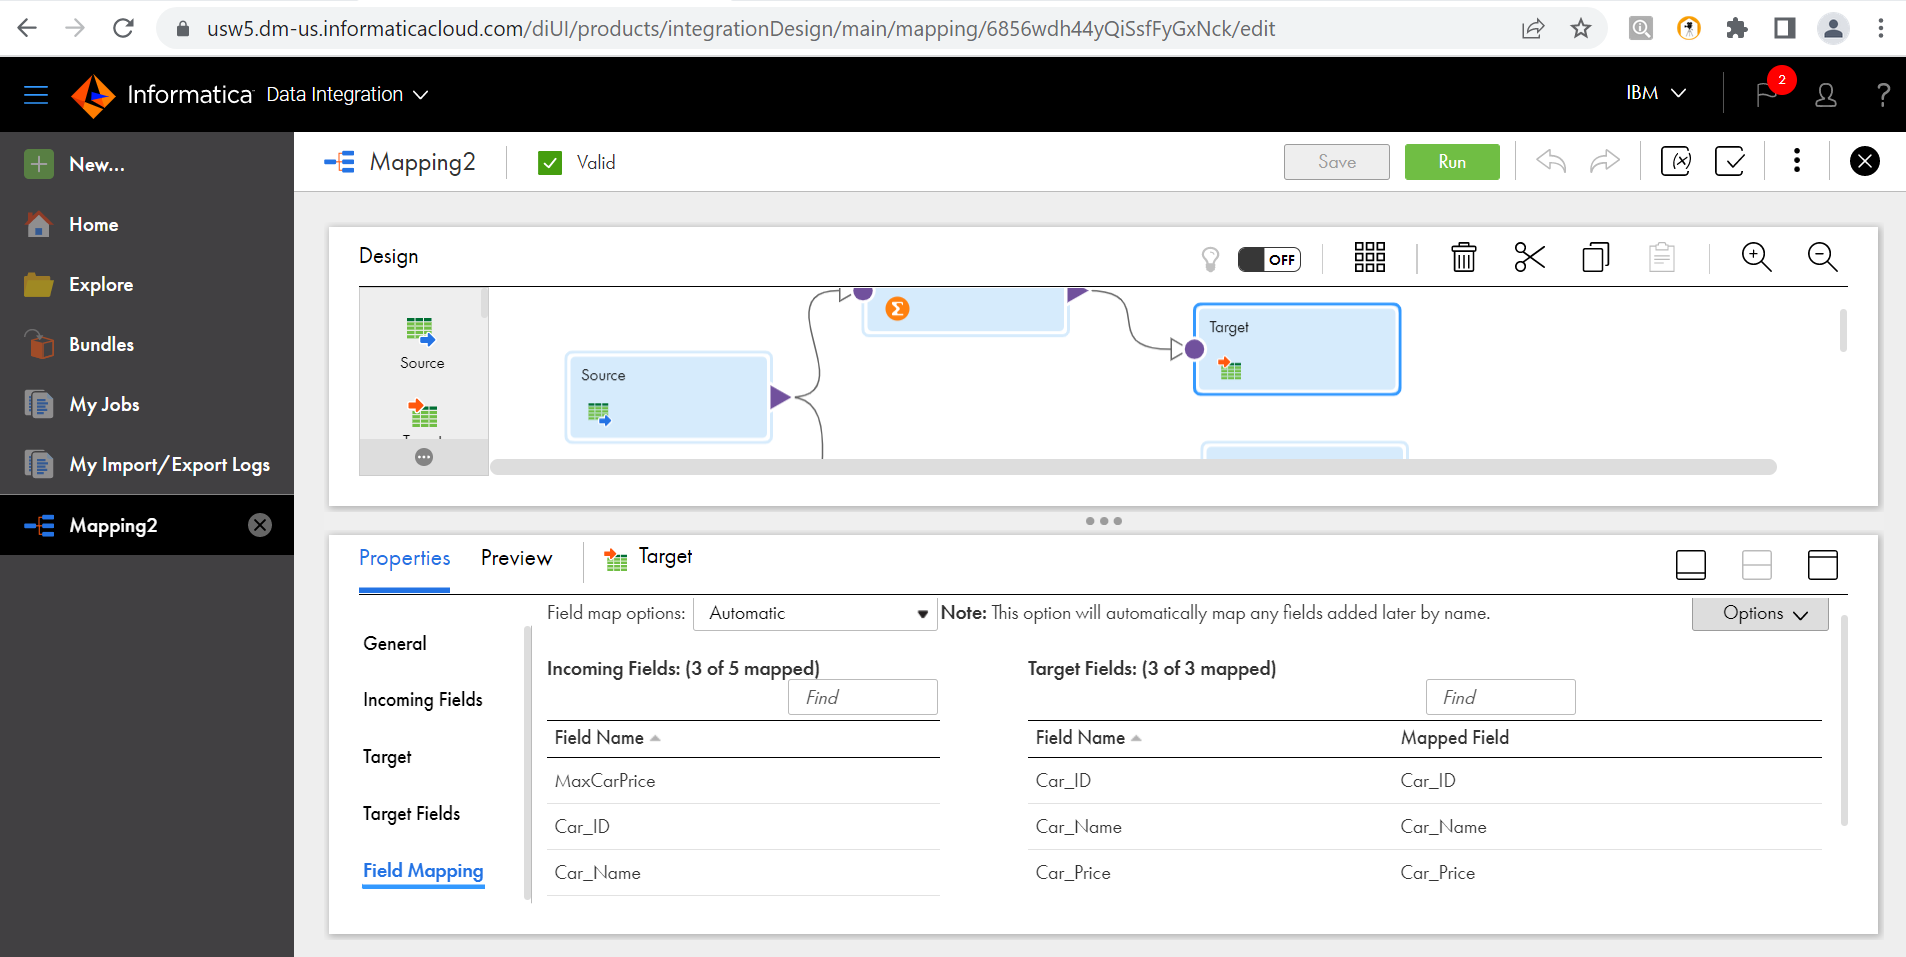 usw5.dm-us.informaticacloud.com/diUI/products/integrationDesign/main/mapping/6856wdh44yQiSsfFyGxNck/edit
Informatica Data Integration
IBM
2
?
New...
Home
Explore
Bundles
My Jobs
My Import/Export Logs
Mapping2
Mapping2
Valid
Save
Run
(x)
Design
OFF
Source
Source
Σ
Target
Properties
Preview
Target
General
Incoming Fields
Target
Target Fields
Field Mapping
Field map options:
Automatic
Note: This option will automatically map any fields added later by name.
Options
Incoming Fields: (3 of 5 mapped)
Find
Field Name
MaxCarPrice
Car_ID
Car_Name
Target Fields: (3 of 3 mapped)
Find
Field Name Mapped Field
Car_ID Car_ID
Car_Name Car_Name
Car_Price Car_Price